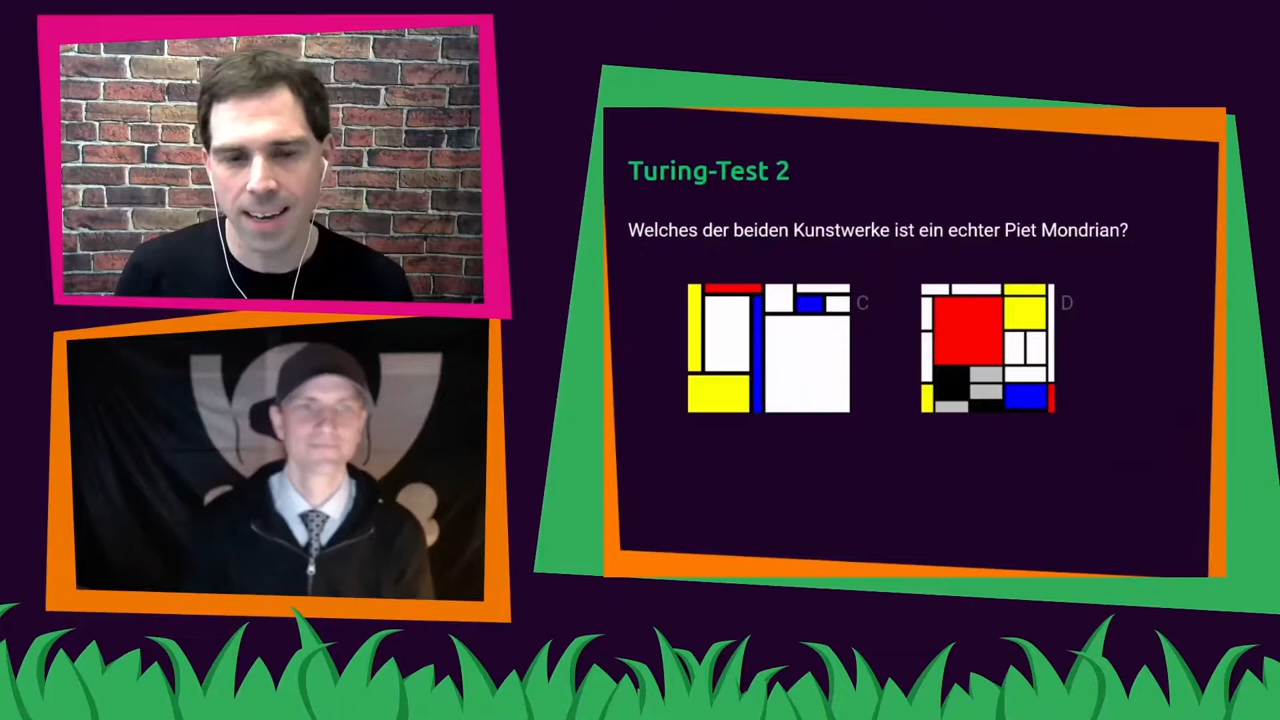 Turing-Test 2
Welches der beiden Kunstwerke ist ein echter Piet Mondrian?
C
D